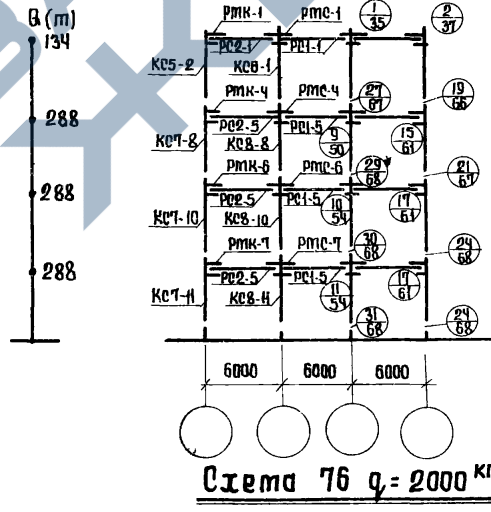 Q (т)
РМК-1 РМС-1 1/35 2/37
134
РС2-1 РС1-1
КС5-2 КС6-1
РМК-4 РМС-4 27/67 19/66
288
РС2-5 РС1-5 9/50 15/61
КС7-8 КС8-8
РМК-6 РМС-6 29/68 21/67
288
РС2-5 РС1-5 10/54 17/61
КС7-10 КС8-10
РМК-7 РМС-7 30/68 24/68
288
РС2-5 РС1-5 11/54 17/61
КС7-11 КС8-11
31/68 24/68
6000 6000 6000
Схема 76 q = 2000 кг